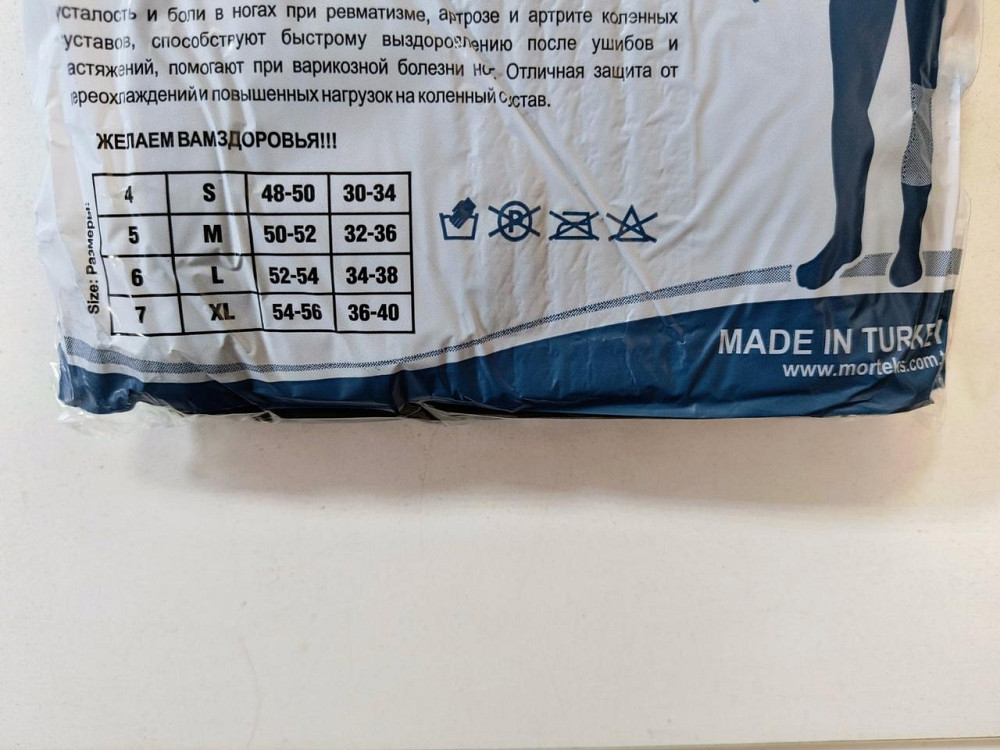 усталость и боли в ногах при ревматизме, артрозе и артрите коленных
уставов, способствуют быстрому выздоровлению после ушибов и
астяжений, помогают при варикозной болезни ног. Отличная защита от
ереохлаждений и повышенных нагрузок на коленный сустав.
ЖЕЛАЕМ ВАМ ЗДОРОВЬЯ!!!
Size: Размеры:
4 S 48-50 30-34
5 M 50-52 32-36
6 L 52-54 34-38
7 XL 54-56 36-40
P
MADE IN TURKEY
www.morteks.com.